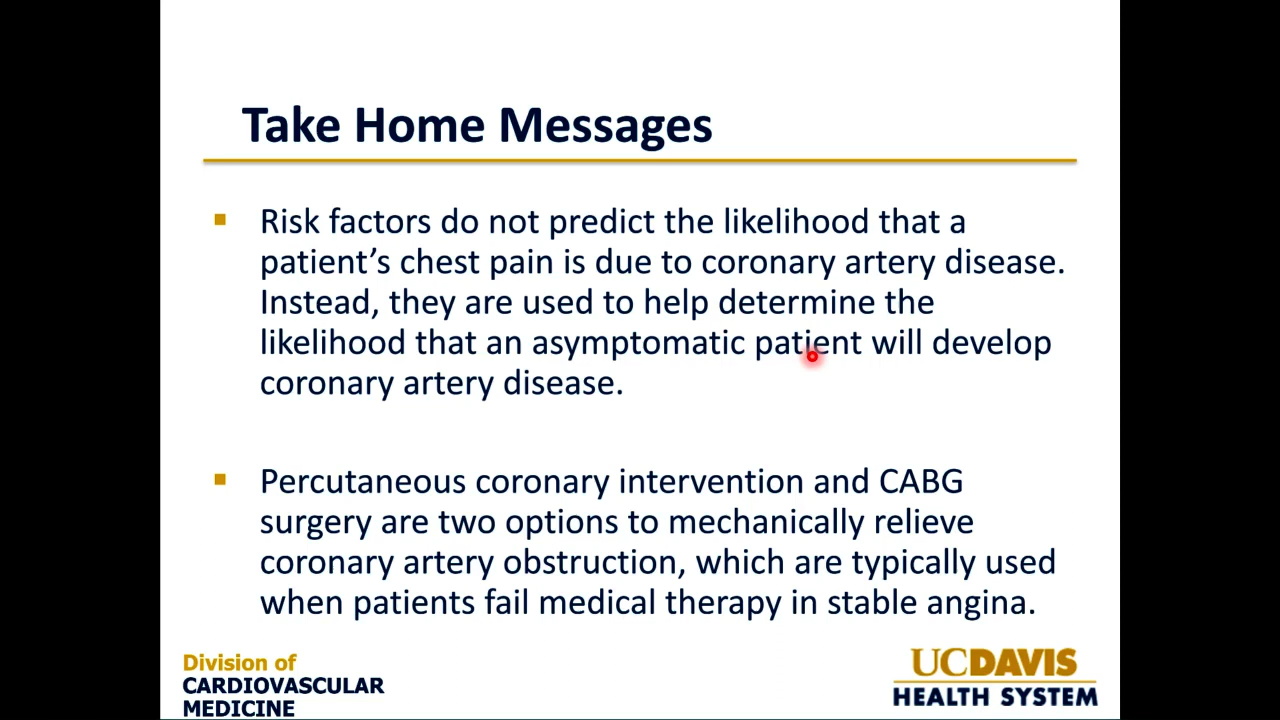 Take Home Messages
Risk factors do not predict the likelihood that a
patient’s chest pain is due to coronary artery disease.
Instead, they are used to help determine the
likelihood that an asymptomatic patient will develop
coronary artery disease.
Percutaneous coronary intervention and CABG
surgery are two options to mechanically relieve
coronary artery obstruction, which are typically used
when patients fail medical therapy in stable angina.
Division of
CARDIOVASCULAR
MEDICINE
UCDAVIS
HEALTH SYSTEM